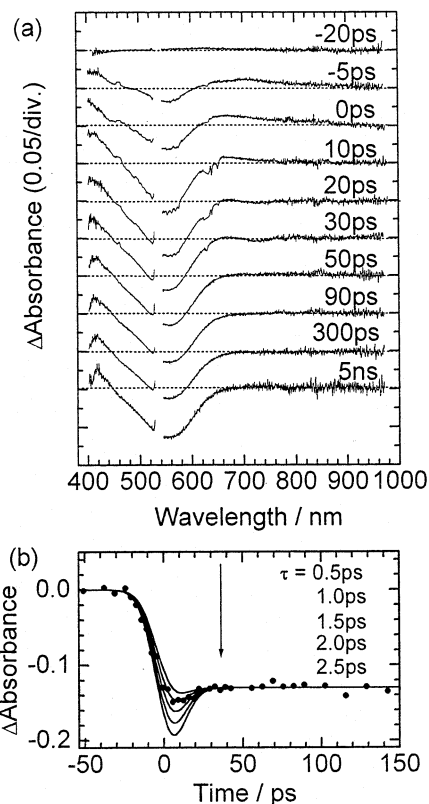 (a)
ΔAbsorbance (0.05/div.)
-20ps
-5ps
0ps
10ps
20ps
30ps
50ps
90ps
300ps
5ns
400 500 600 700 800 900 1000
Wavelength / nm
(b)
ΔAbsorbance
0.0
-0.1
-0.2
τ = 0.5ps
1.0ps
1.5ps
2.0ps
2.5ps
-50 0 50 100 150
Time / ps